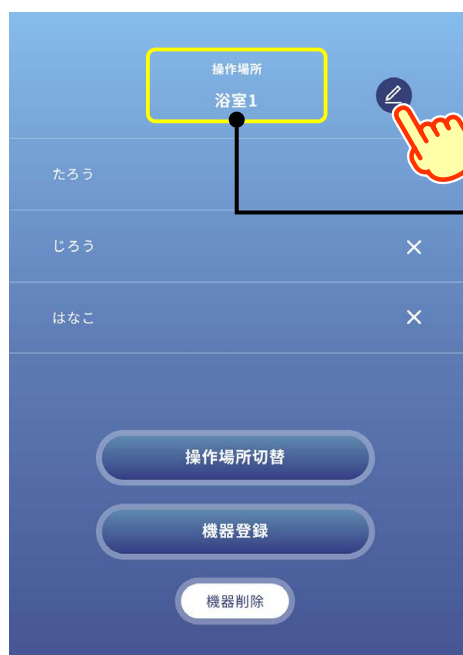 操作場所
浴室1
たろう
じろう
はなこ
操作場所切替
機器登録
機器削除